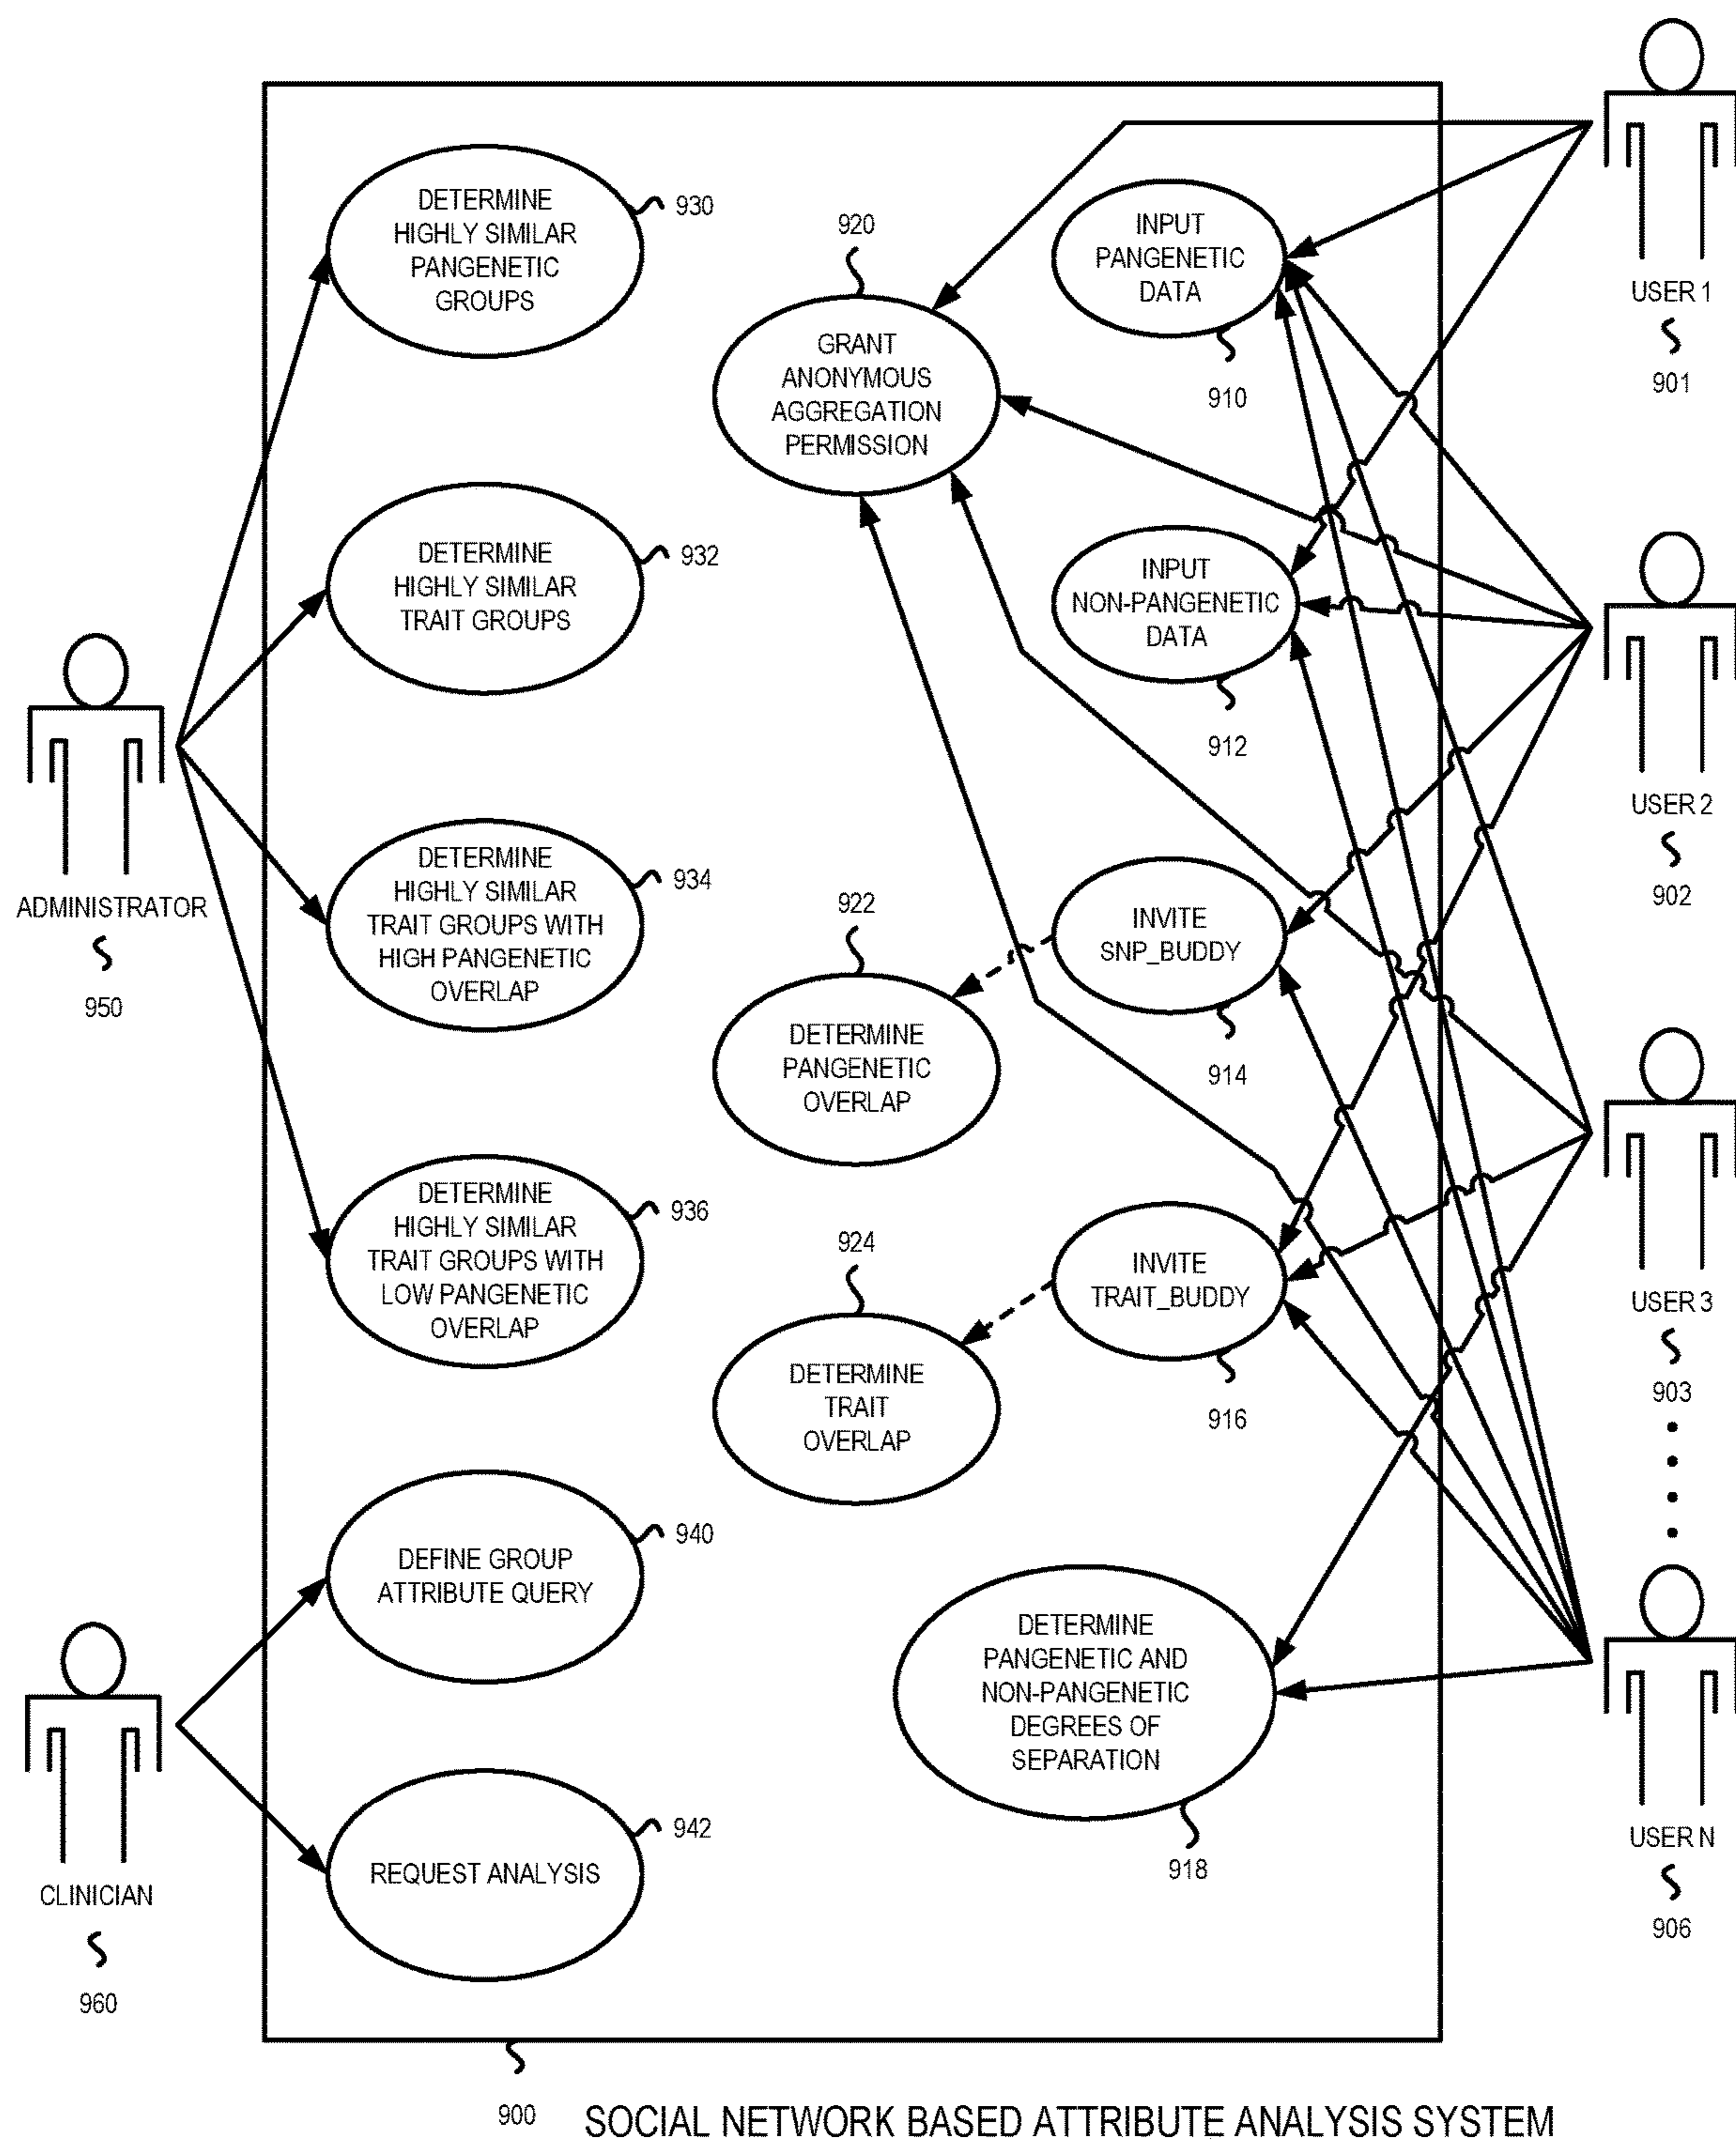 DETERMINE
HIGHLY SIMILAR
PANGENETIC
GROUPS
930
DETERMINE
HIGHLY SIMILAR
TRAIT GROUPS
932
DETERMINE
HIGHLY SIMILAR
TRAIT GROUPS WITH
HIGH PANGENETIC
OVERLAP
934
DETERMINE
HIGHLY SIMILAR
TRAIT GROUPS WITH
LOW PANGENETIC
OVERLAP
936
DEFINE GROUP
ATTRIBUTE QUERY
940
REQUEST ANALYSIS
942
ADMINISTRATOR
950
CLINICIAN
960
920
GRANT
ANONYMOUS
AGGREGATION
PERMISSION
922
DETERMINE
PANGENETIC
OVERLAP
924
DETERMINE
TRAIT
OVERLAP
INPUT
PANGENETIC
DATA
910
INPUT
NON-PANGENETIC
DATA
912
INVITE
SNP_BUDDY
914
INVITE
TRAIT_BUDDY
916
DETERMINE
PANGENETIC AND
NON-PANGENETIC
DEGREES OF
SEPARATION
918
USER 1
901
USER 2
902
USER 3
903
USER N
906
900
SOCIAL NETWORK BASED ATTRIBUTE ANALYSIS SYSTEM